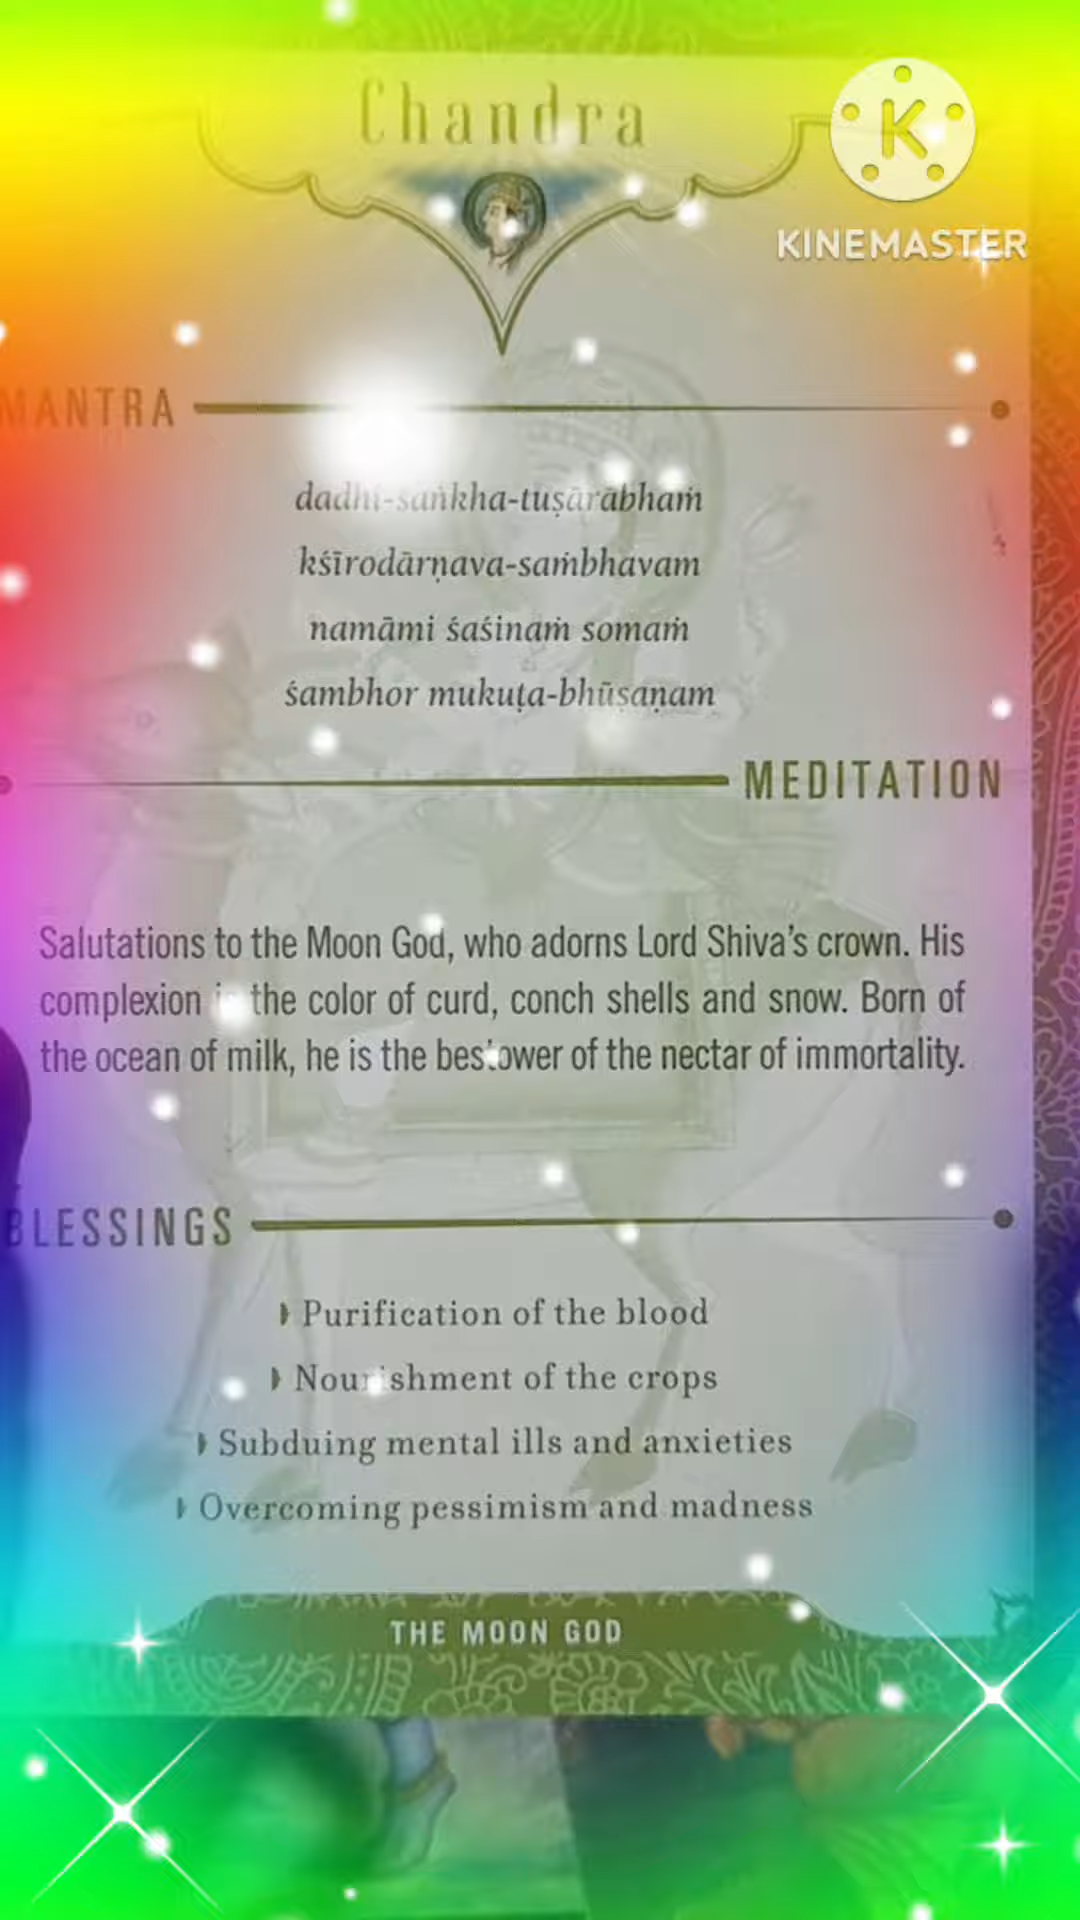 Chandra
KINEMASTER
MANTRA
dadhi-śaṅkha-tuṣārābhaṁ
kśīrodārṇava-saṁbhavam
namāmi śaśinaṁ somaṁ
śambhor mukuṭa-bhūṣaṇam
MEDITATION
Salutations to the Moon God, who adorns Lord Shiva's crown. His
complexion is the color of curd, conch shells and snow. Born of
the ocean of milk, he is the bestower of the nectar of immortality.
BLESSINGS
Purification of the blood
Nourishment of the crops
Subduing mental ills and anxieties
Overcoming pessimism and madness
THE MOON GOD